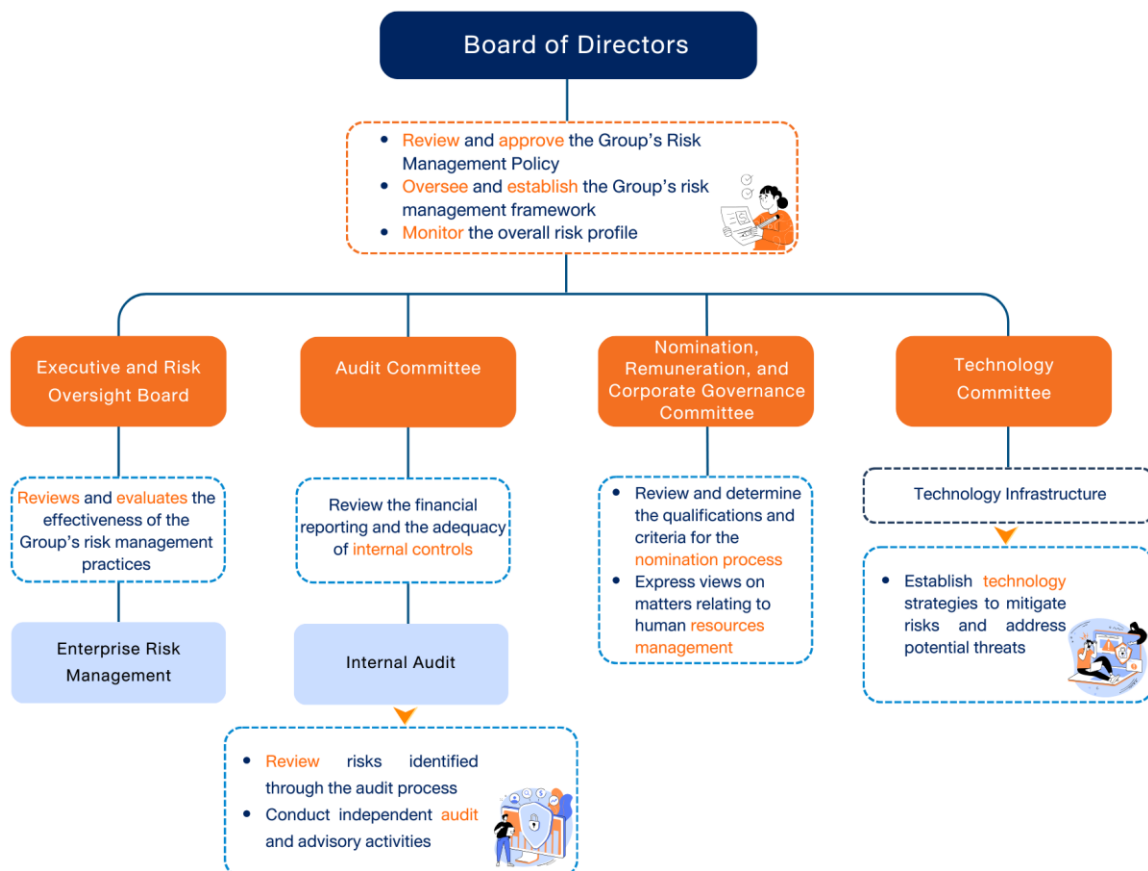 Board of Directors
• Review and approve the Group's Risk
Management Policy
• Oversee and establish the Group's risk
management framework
• Monitor the overall risk profile
Executive and Risk
Oversight Board
Reviews and evaluates the
effectiveness of the
Group's risk management
practices
Enterprise Risk
Management
Audit Committee
Review the financial
reporting and the adequacy
of internal controls
Internal Audit
• Review risks identified
through the audit process
• Conduct independent audit
and advisory activities
Nomination,
Remuneration, and
Corporate Governance
Committee
• Review and determine
the qualifications and
criteria for the
nomination process
• Express views on
matters relating to
human resources
management
Technology
Committee
Technology Infrastructure
• Establish technology
strategies to mitigate
risks and address
potential threats